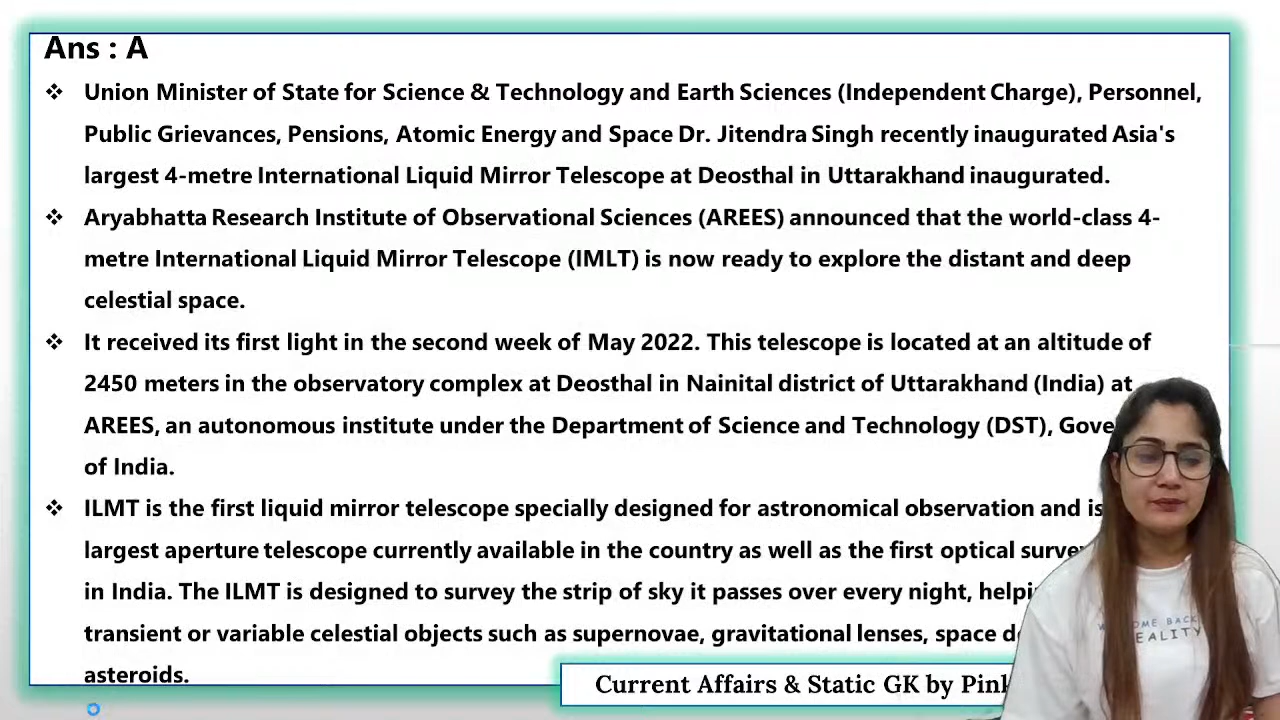 Ans : A
❖ Union Minister of State for Science & Technology and Earth Sciences (Independent Charge), Personnel,
Public Grievances, Pensions, Atomic Energy and Space Dr. Jitendra Singh recently inaugurated Asia's
largest 4-metre International Liquid Mirror Telescope at Deosthal in Uttarakhand inaugurated.
❖ Aryabhatta Research Institute of Observational Sciences (AREES) announced that the world-class 4-
metre International Liquid Mirror Telescope (IMLT) is now ready to explore the distant and deep
celestial space.
❖ It received its first light in the second week of May 2022. This telescope is located at an altitude of
2450 meters in the observatory complex at Deosthal in Nainital district of Uttarakhand (India) at
AREES, an autonomous institute under the Department of Science and Technology (DST), Gove
of India.
❖ ILMT is the first liquid mirror telescope specially designed for astronomical observation and is
largest aperture telescope currently available in the country as well as the first optical surve
in India. The ILMT is designed to survey the strip of sky it passes over every night, helpi
transient or variable celestial objects such as supernovae, gravitational lenses, space de
asteroids.
Current Affairs & Static GK by Pink
COME BACK
REALITY